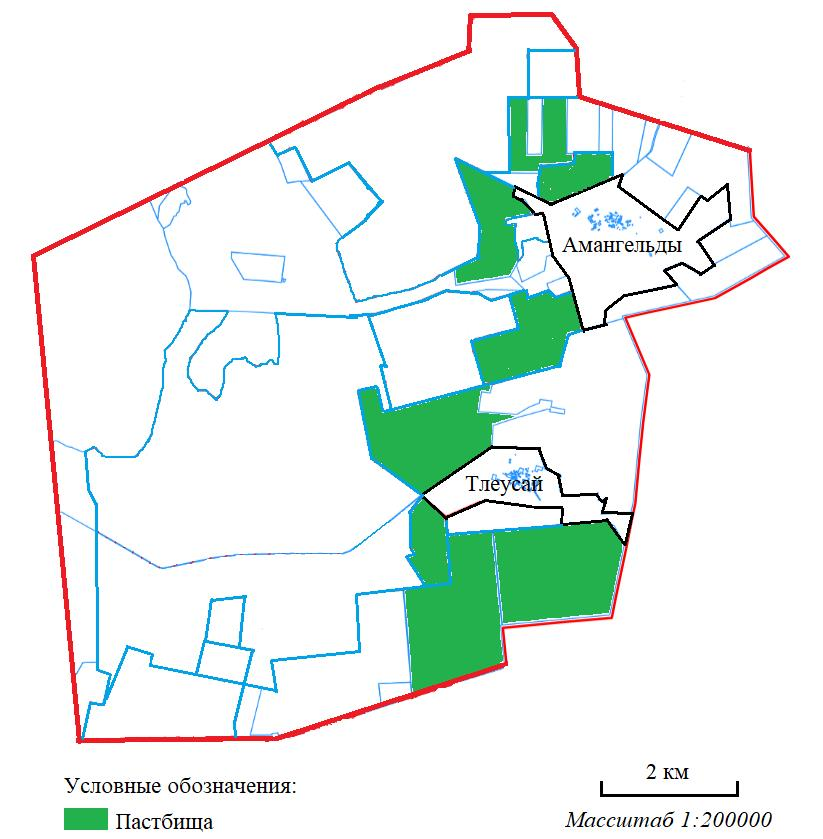 Амангельды
Тлеусай
Условные обозначения:
Пастбища
2 км
Масштаб 1:200000